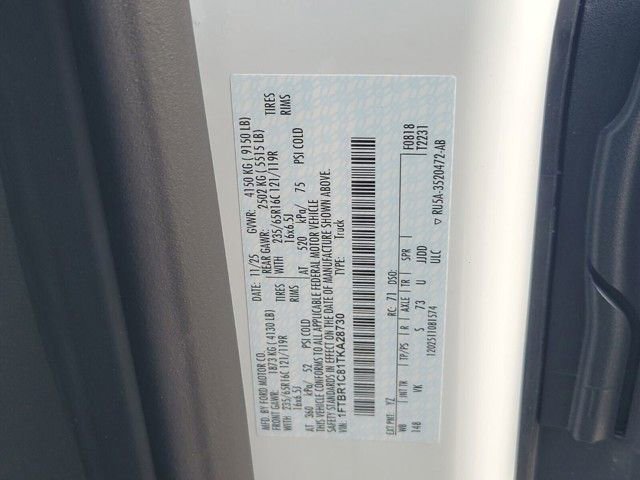 MFD. BY FORD MOTOR CO.
DATE: 11/25 GVWR: 4150 KG ( 9150 LB)
FRONT GAWR: 1873 KG ( 4130 LB) REAR GAWR: 2502 KG ( 5515 LB)
WITH 235/65R16C 121/119R TIRES WITH 235/65R16C 121/119R TIRES
16x6.5J RIMS 16x6.5J RIMS
AT 360 kPa/ 52 PSI COLD AT 520 kPa/ 75 PSI COLD
THIS VEHICLE CONFORMS TO ALL APPLICABLE FEDERAL MOTOR VEHICLE
SAFETY STANDARDS IN EFFECT ON THE DATE OF MANUFACTURE SHOWN ABOVE.
VIN: 1FTBR1C81TKA28730 TYPE: Truck
F0818
T2231
EXT PNT: YZ RC: 71 DSO:
WB INT TR TP/PS R AXLE TR SPR
148 VK S 73 U JJDD
ULC
120251108I574 ▽ RU5A-3520472-AB